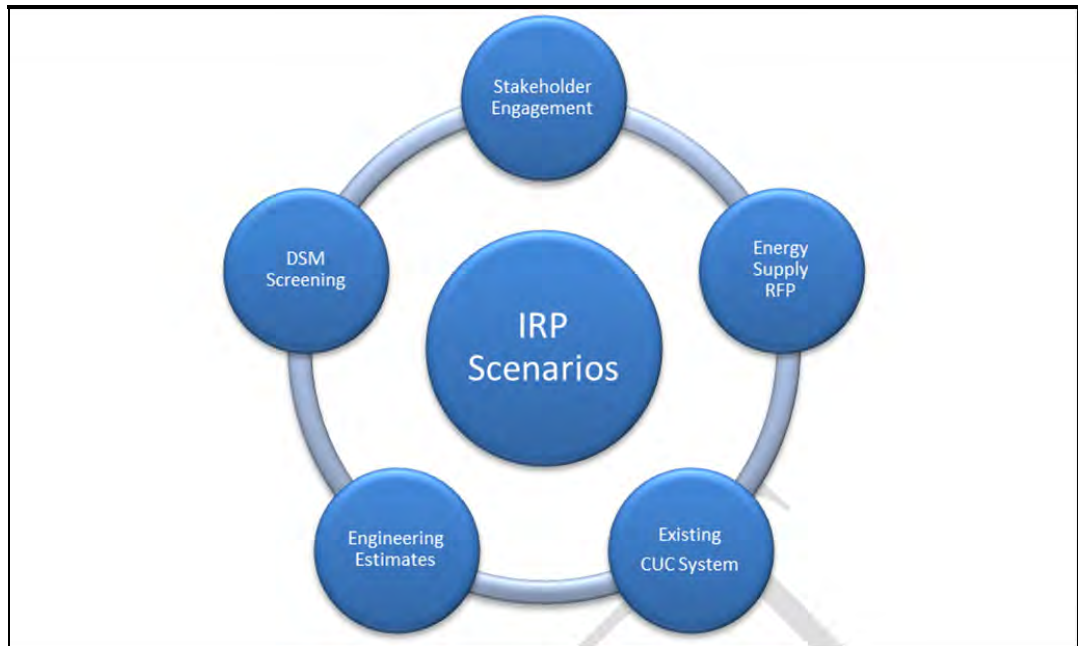 Stakeholder
Engagement
DSM
Screening
Energy
Supply
RFP
IRP
Scenarios
Engineering
Estimates
Existing
CUC System